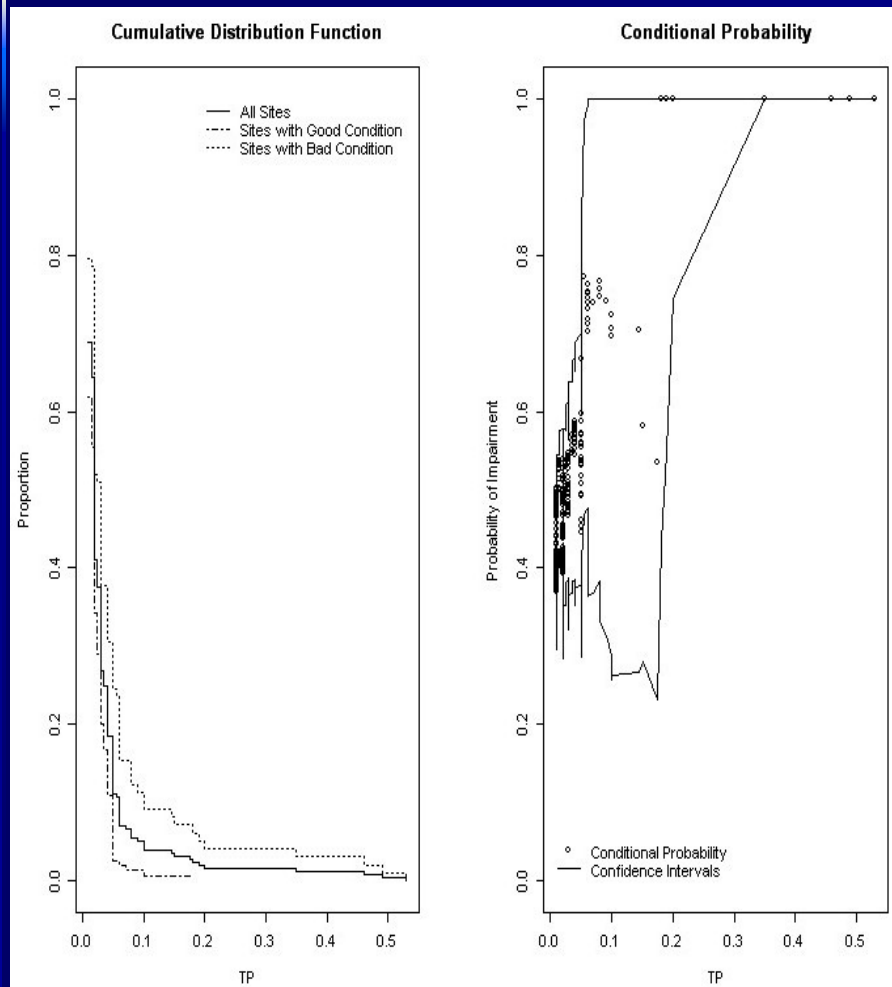 Cumulative Distribution Function
All Sites
Sites with Good Condition
Sites with Bad Condition
Proportion
1.0
0.8
0.6
0.4
0.2
0.0
0.0 0.1 0.2 0.3 0.4 0.5
TP
Conditional Probability
Probability of Impairment
1.0
0.8
0.6
0.4
0.2
0.0
Conditional Probability
Confidence Intervals
0.0 0.1 0.2 0.3 0.4 0.5
TP